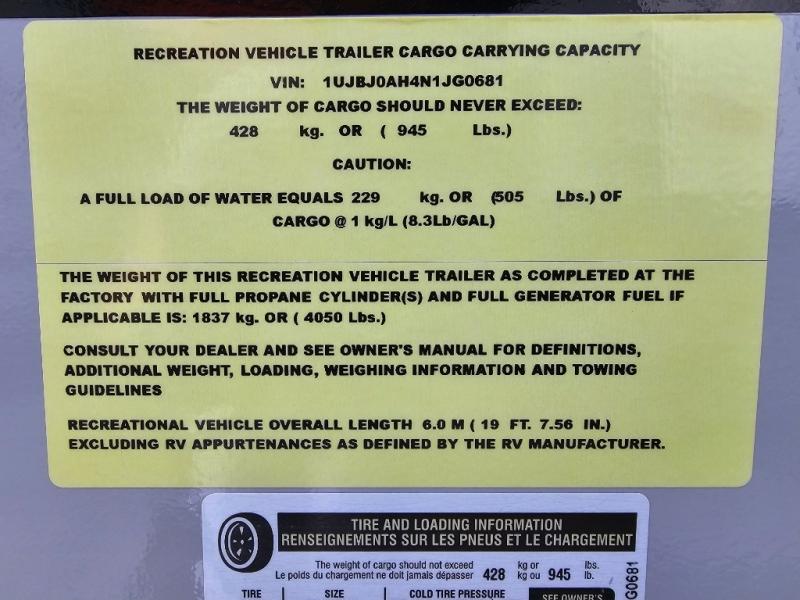 RECREATION VEHICLE TRAILER CARGO CARRYING CAPACITY
VIN: 1UJBJ0AH4N1JG0681
THE WEIGHT OF CARGO SHOULD NEVER EXCEED:
428 kg. OR ( 945 Lbs.)
CAUTION:
A FULL LOAD OF WATER EQUALS 229 kg. OR (505 Lbs.) OF
CARGO @ 1 kg/L (8.3Lb/GAL)
THE WEIGHT OF THIS RECREATION VEHICLE TRAILER AS COMPLETED AT THE
FACTORY WITH FULL PROPANE CYLINDER(S) AND FULL GENERATOR FUEL IF
APPLICABLE IS: 1837 kg. OR ( 4050 Lbs.)
CONSULT YOUR DEALER AND SEE OWNER'S MANUAL FOR DEFINITIONS,
ADDITIONAL WEIGHT, LOADING, WEIGHING INFORMATION AND TOWING
GUIDELINES
RECREATIONAL VEHICLE OVERALL LENGTH 6.0 M ( 19 FT. 7.56 IN.)
EXCLUDING RV APPURTENANCES AS DEFINED BY THE RV MANUFACTURER.
TIRE AND LOADING INFORMATION
RENSEIGNEMENTS SUR LES PNEUS ET LE CHARGEMENT
The weight of cargo should not exceed 428 kg or 945 lbs.
Le poids du chargement ne doit jamais dépasser kg ou lb.
TIRE SIZE COLD TIRE PRESSURE SEE OWNER'S
G0681